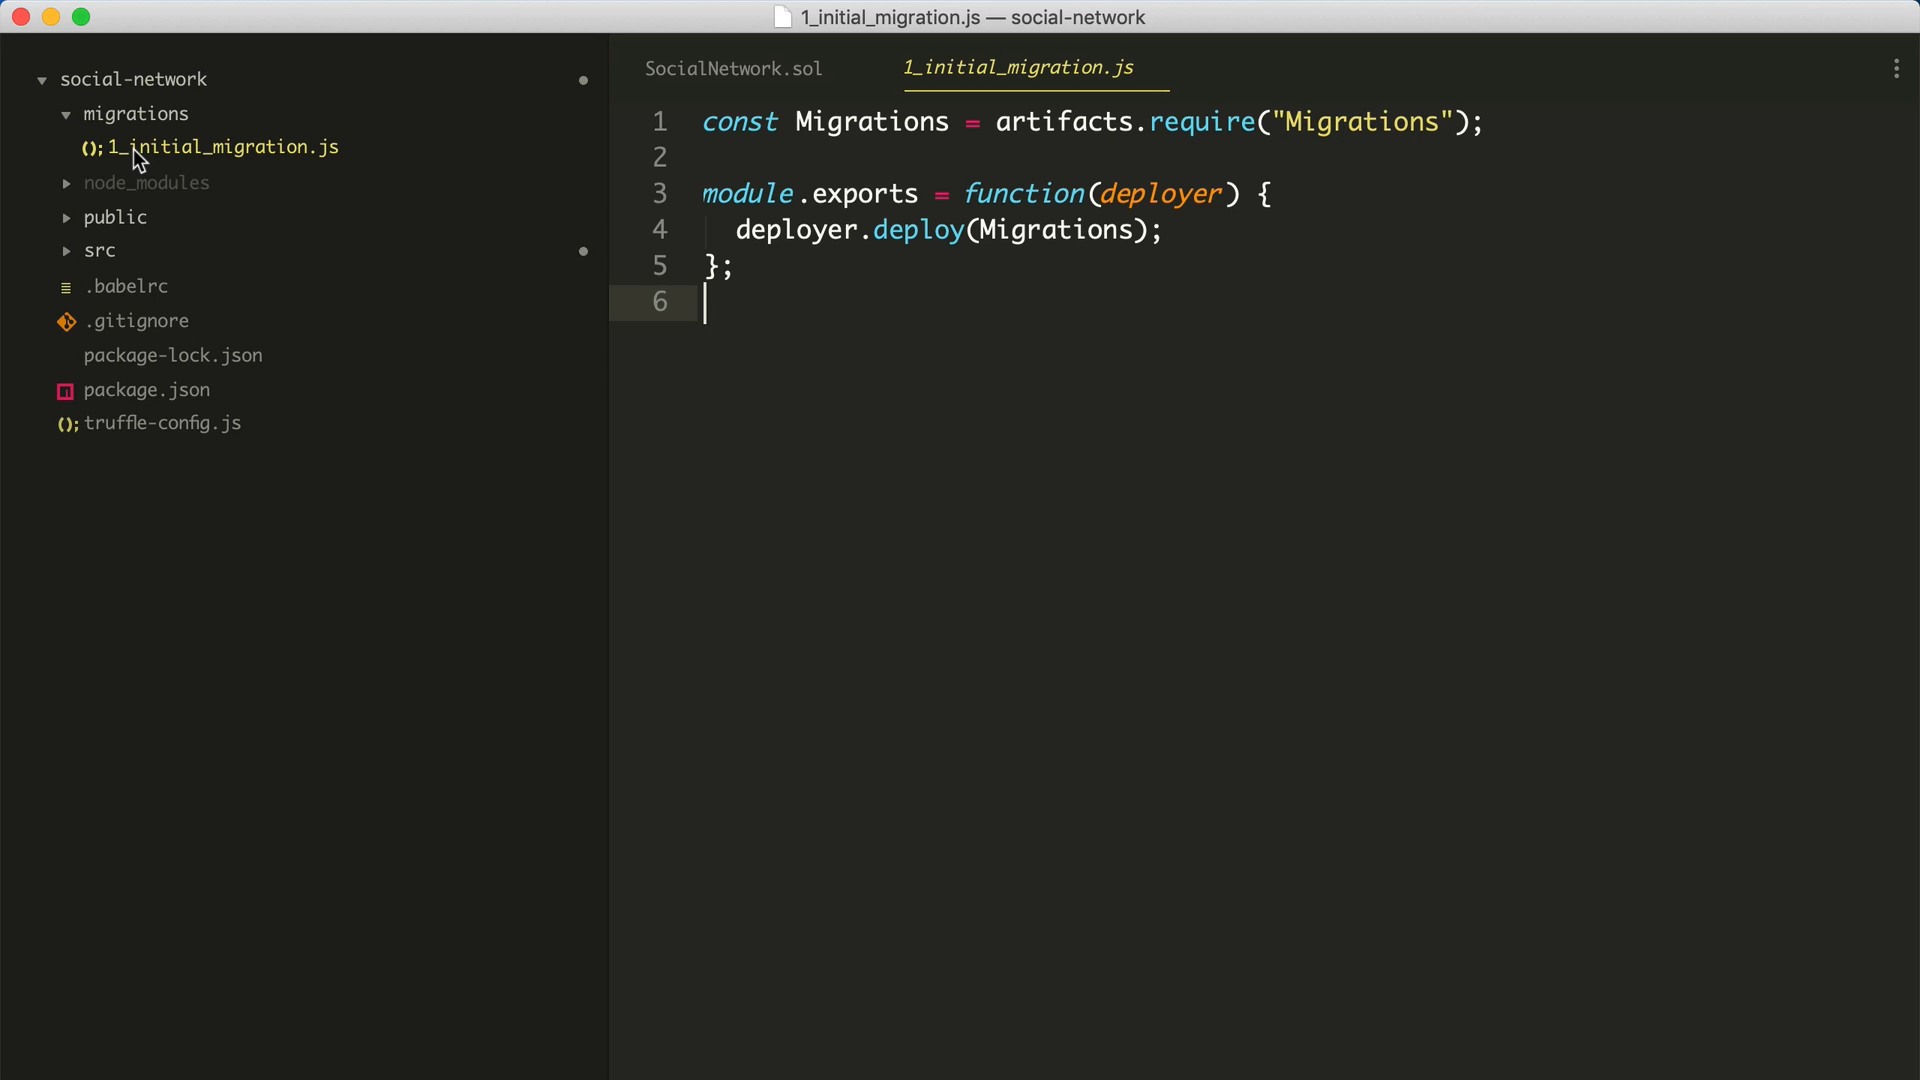 1_initial_migration.js — social-network
social-network
migrations
(); 1_initial_migration.js
node_modules
public
src
.babelrc
.gitignore
package-lock.json
package.json
(); truffle-config.js
SocialNetwork.sol
1_initial_migration.js
1 const Migrations = artifacts.require("Migrations");
2
3 module.exports = function(deployer) {
4   deployer.deploy(Migrations);
5 };
6